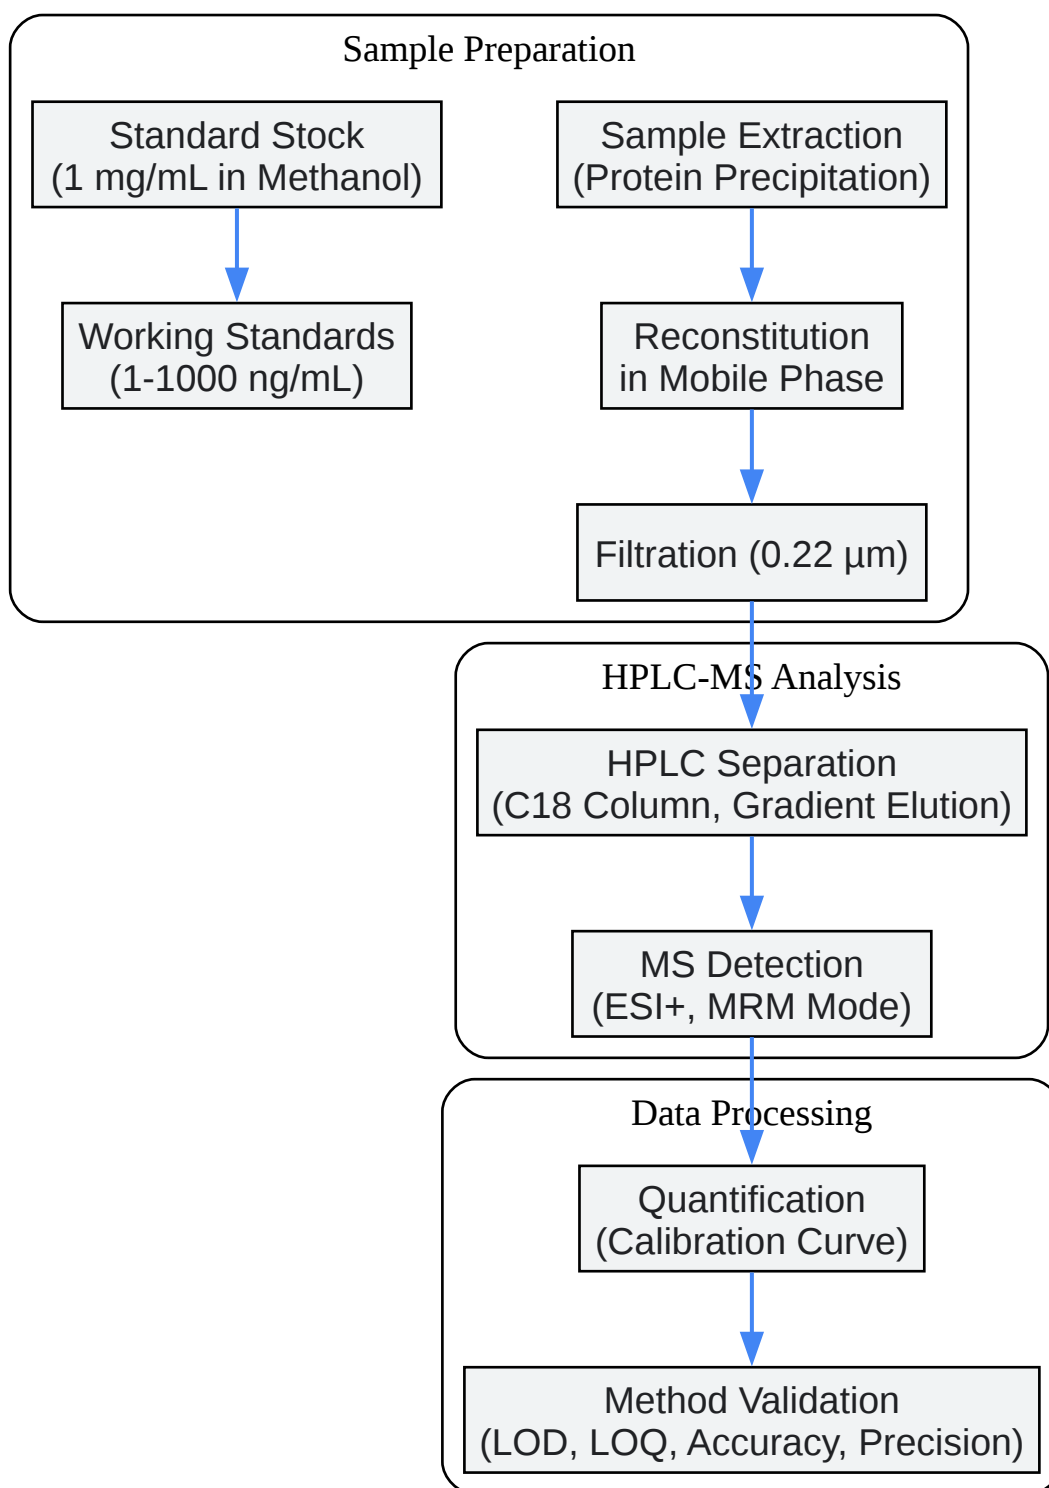 Sample Preparation
Standard Stock
(1 mg/mL in Methanol)
Sample Extraction
(Protein Precipitation)
Working Standards
(1-1000 ng/mL)
Reconstitution
in Mobile Phase
Filtration (0.22 µm)
HPLC-MS Analysis
HPLC Separation
(C18 Column, Gradient Elution)
MS Detection
(ESI+, MRM Mode)
Data Processing
Quantification
(Calibration Curve)
Method Validation
(LOD, LOQ, Accuracy, Precision)